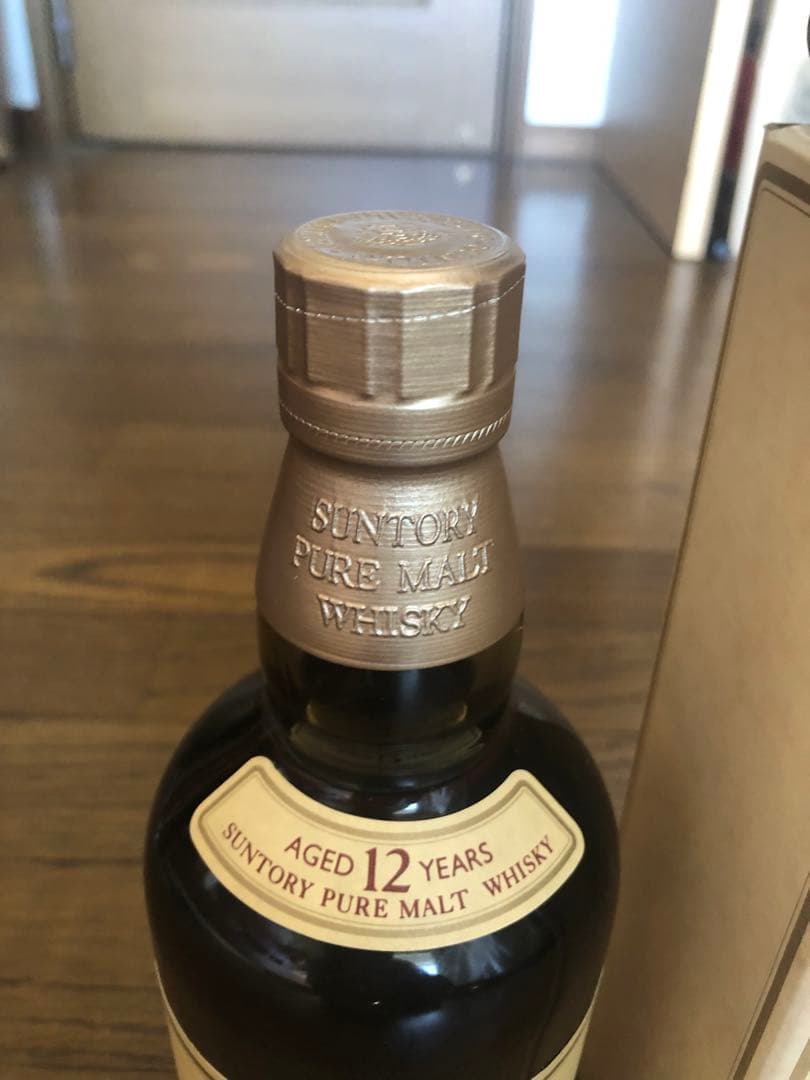 SUNTORY
PURE MALT
WHISKY
AGED 12 YEARS
SUNTORY PURE MALT WHISKY